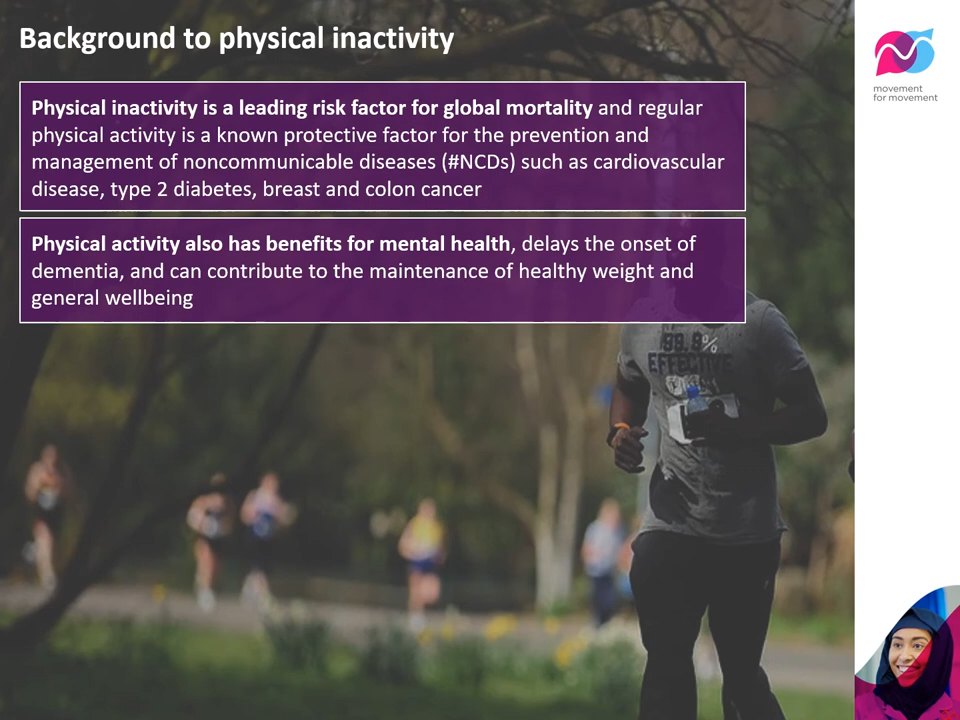 Background to physical inactivity
movement
for movement
Physical inactivity is a leading risk factor for global mortality and regular
physical activity is a known protective factor for the prevention and
management of noncommunicable diseases (#NCDs) such as cardiovascular
disease, type 2 diabetes, breast and colon cancer
Physical activity also has benefits for mental health, delays the onset of
dementia, and can contribute to the maintenance of healthy weight and
general wellbeing
99.9%
EFFECTIVE